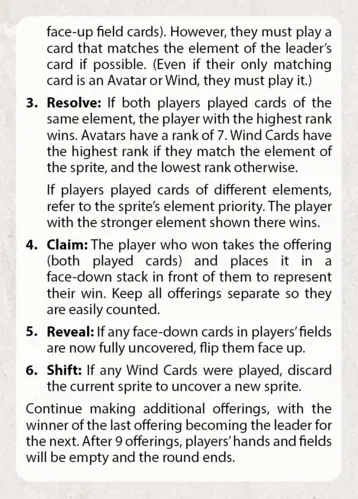 face-up field cards). However, they must play a
card that matches the element of the leader's
card if possible. (Even if their only matching
card is an Avatar or Wind, they must play it.)
3. Resolve: If both players played cards of the
same element, the player with the highest rank
wins. Avatars have a rank of 7. Wind Cards have
the highest rank if they match the element of
the sprite, and the lowest rank otherwise.
If players played cards of different elements,
refer to the sprite's element priority. The player
with the stronger element shown there wins.
4. Claim: The player who won takes the offering
(both played cards) and places it in a
face-down stack in front of them to represent
their win. Keep all offerings separate so they
are easily counted.
5. Reveal: If any face-down cards in players' fields
are now fully uncovered, flip them face up.
6. Shift: If any Wind Cards were played, discard
the current sprite to uncover a new sprite.
Continue making additional offerings, with the
winner of the last offering becoming the leader for
the next. After 9 offerings, players' hands and fields
will be empty and the round ends.